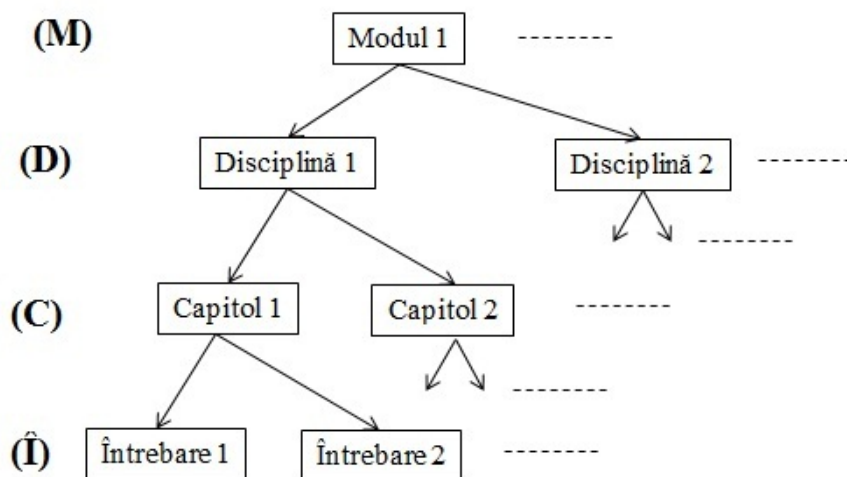 (M) Modul 1
(D) Disciplină 1 Disciplină 2
(C) Capitol 1 Capitol 2
(Î) Întrebare 1 Întrebare 2